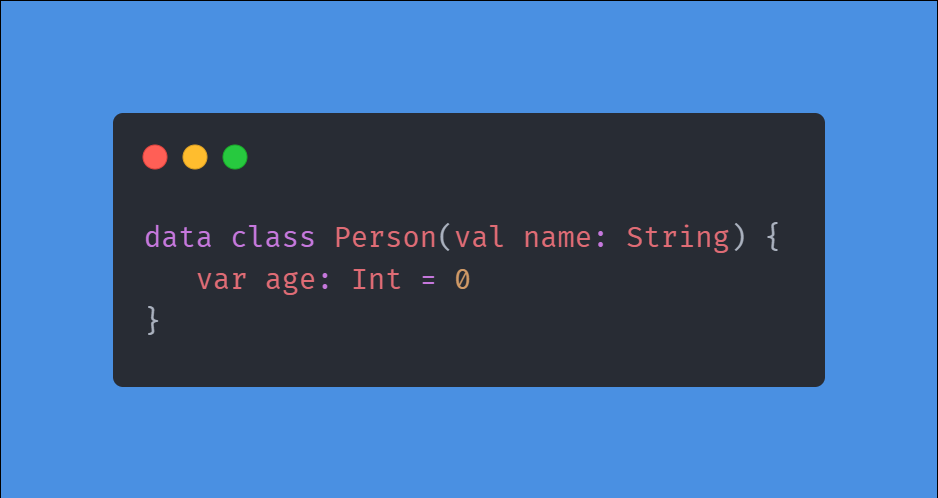 data class Person(val name: String) {
   var age: Int = 0
}